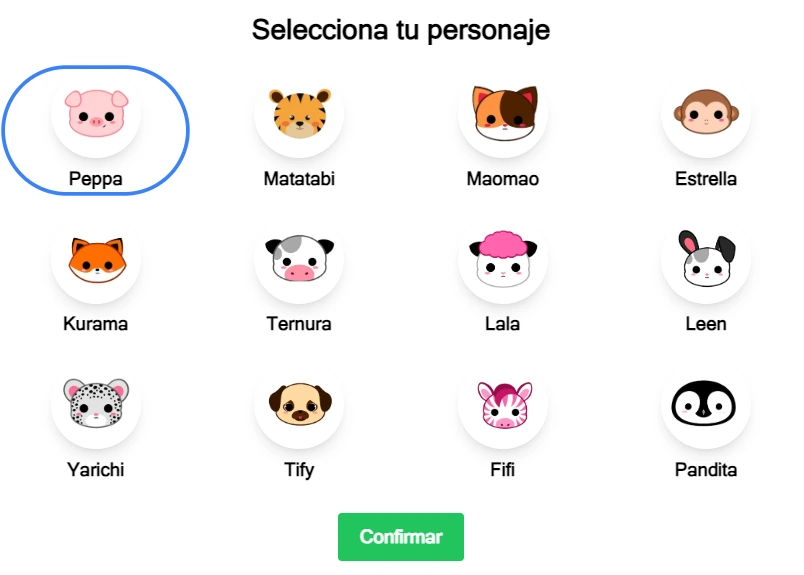 Selecciona tu personaje
Peppa
Matatabi
Maomao
Estrella
Kurama
Ternura
Lala
Leen
Yarichi
Tify
Fifi
Pandita
Confirmar